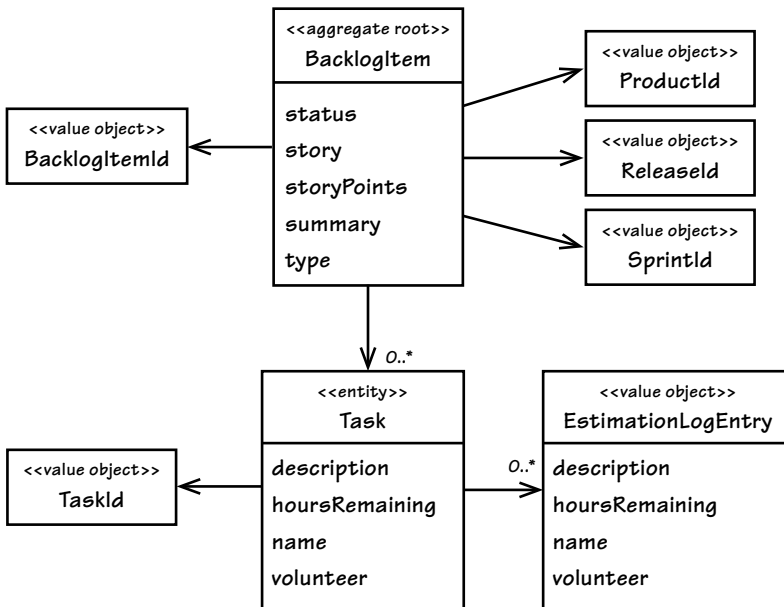 <<aggregate root>>
BacklogItem
status
story
storyPoints
summary
type
<<value object>>
BacklogItemId
<<value object>>
ProductId
<<value object>>
ReleaseId
<<value object>>
SprintId
0..*
<<entity>>
Task
description
hoursRemaining
name
volunteer
<<value object>>
TaskId
0..*
<<value object>>
EstimationLogEntry
description
hoursRemaining
name
volunteer